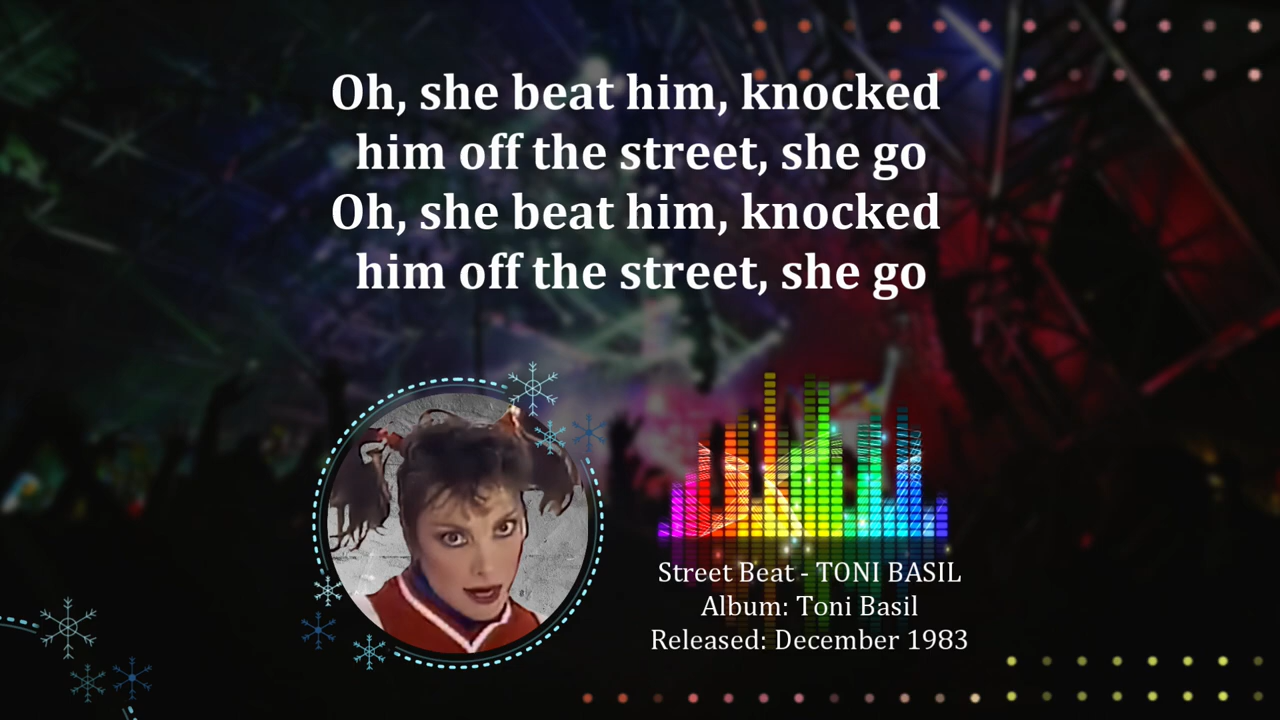 Oh, she beat him, knocked
him off the street, she go
Oh, she beat him, knocked
him off the street, she go
Street Beat - TONI BASIL
Album: Toni Basil
Released: December 1983